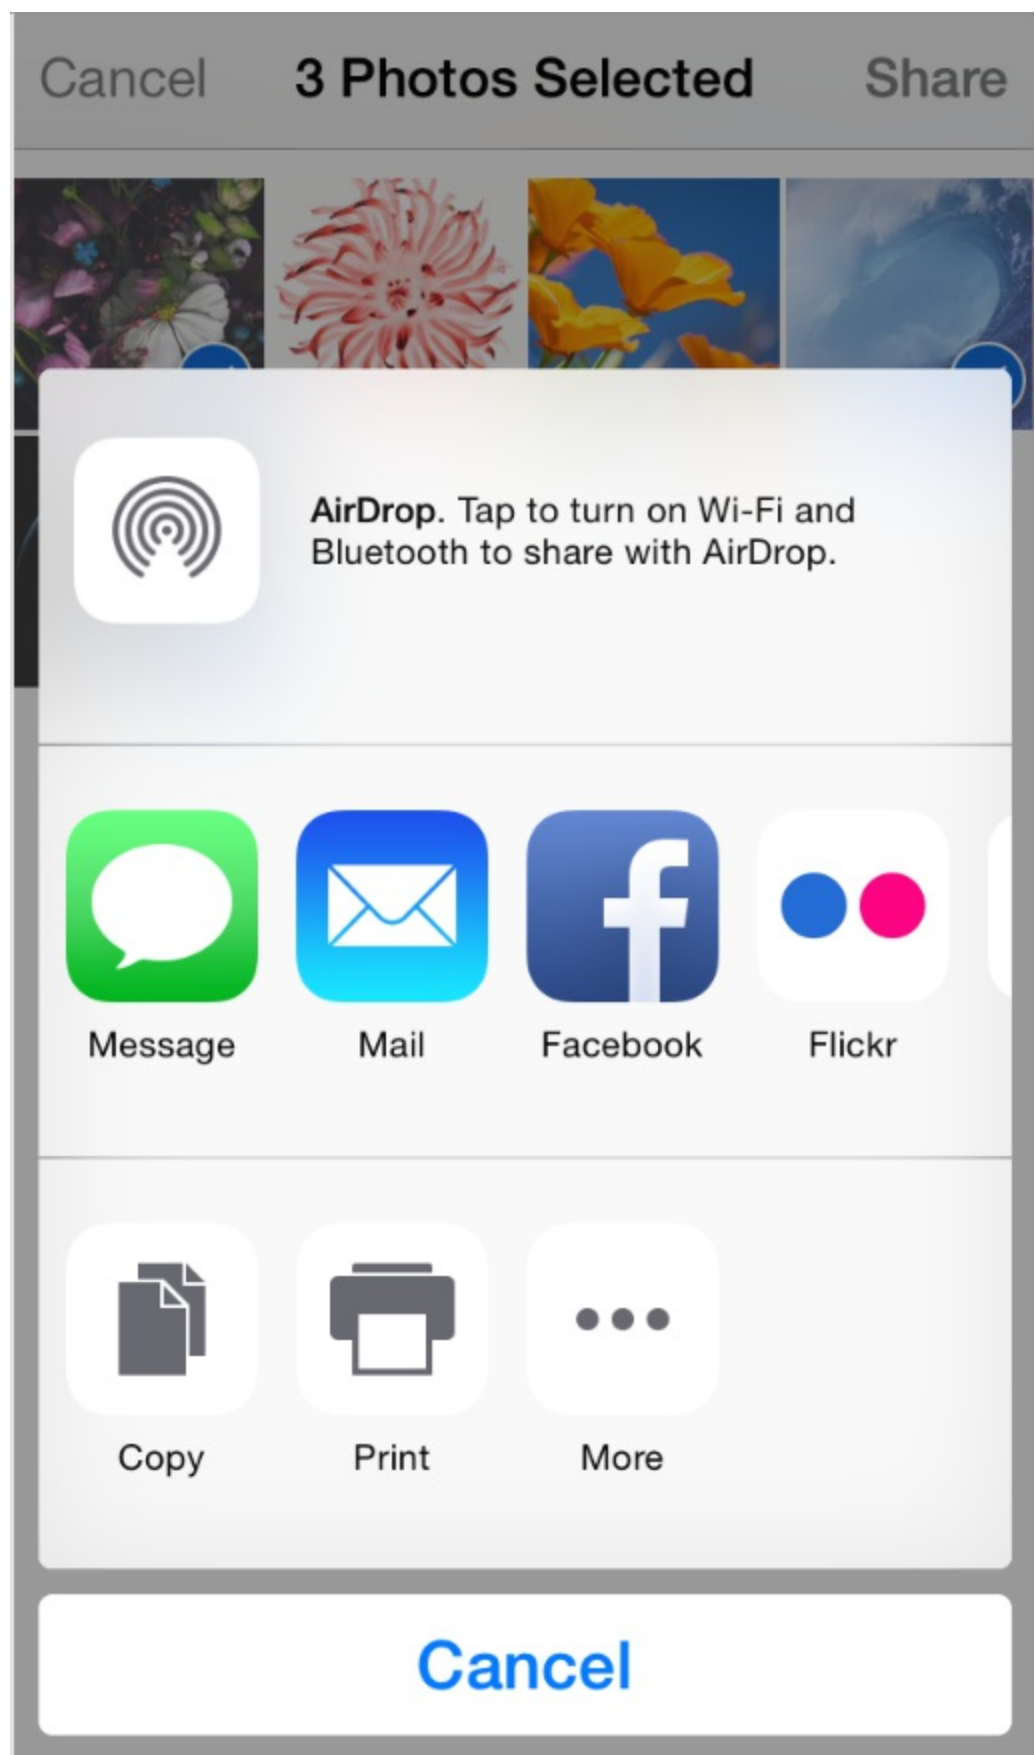 Cancel 3 Photos Selected Share
AirDrop. Tap to turn on Wi-Fi and
Bluetooth to share with AirDrop.
Message Mail Facebook Flickr
Copy Print More
Cancel